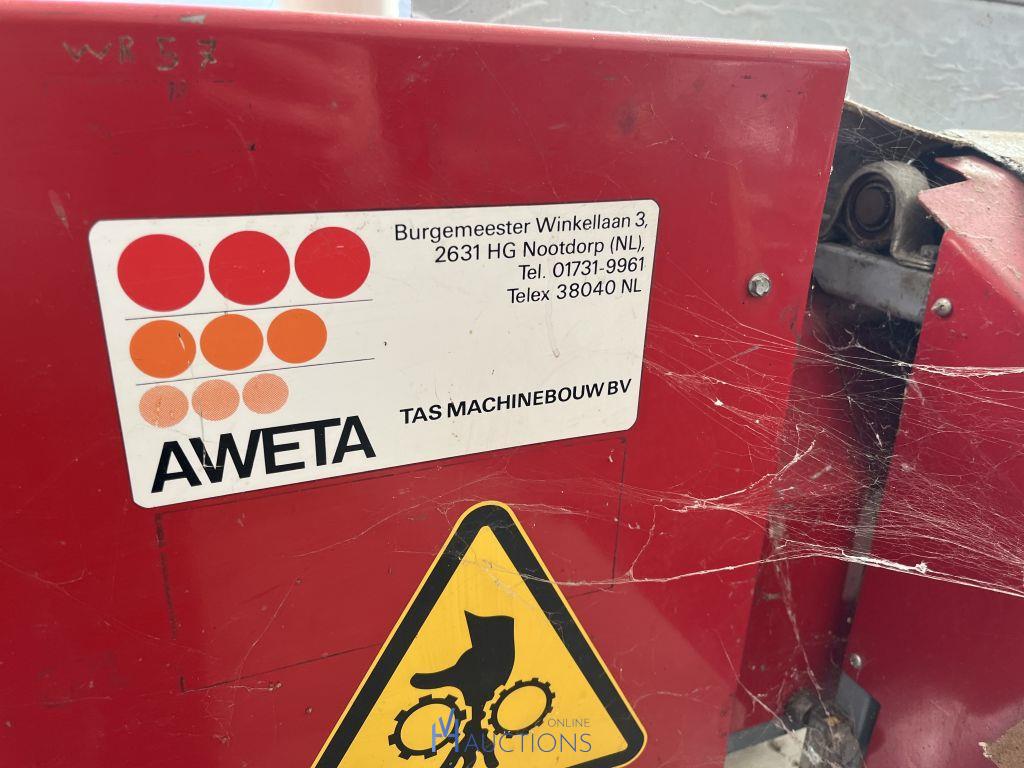 WR 57
Burgemeester Winkellaan 3,
2631 HG Nootdorp (NL),
Tel. 01731-9961
Telex 38040 NL
TAS MACHINEBOUW BV
AWETA
ONLINE
AUCTIONS